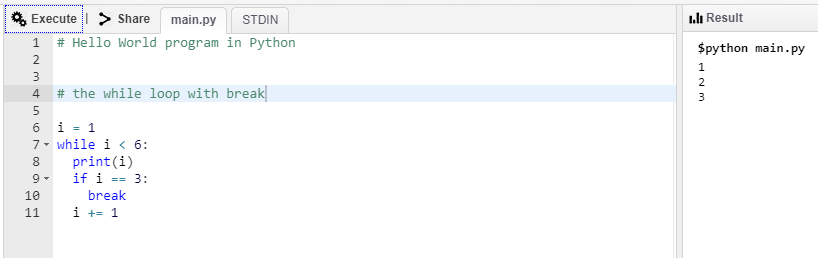 Execute | Share main.py STDIN
1 # Hello World program in Python
2
3
4 # the while loop with break
5
6 i = 1
7 while i < 6:
8   print(i)
9   if i == 3:
10     break
11   i += 1
Result
$python main.py
1
2
3